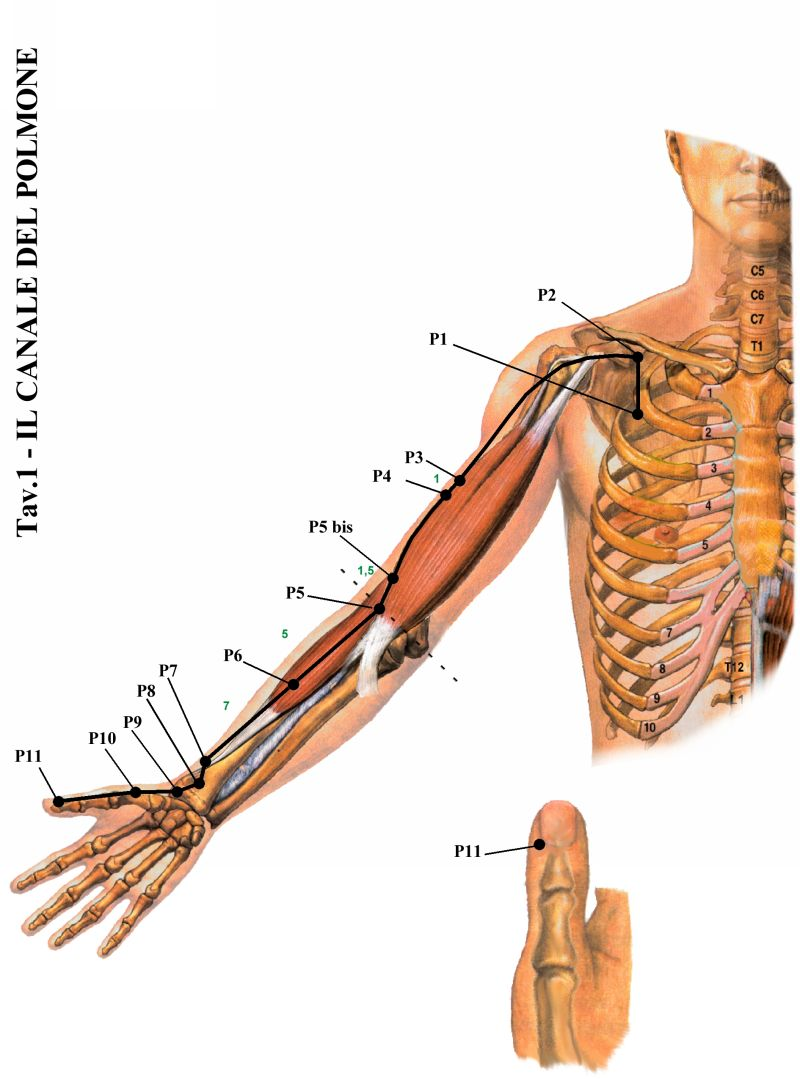 Tav.1 - IL CANALE DEL POLMONE
C5
C6
C7
T1
P2
P1
1
2
3
4
5
P3
1
P4
P5 bis
1,5
P5
5
7
8
T12
9
L1
10
P6
P7
7
P8
P9
P10
P11
P11